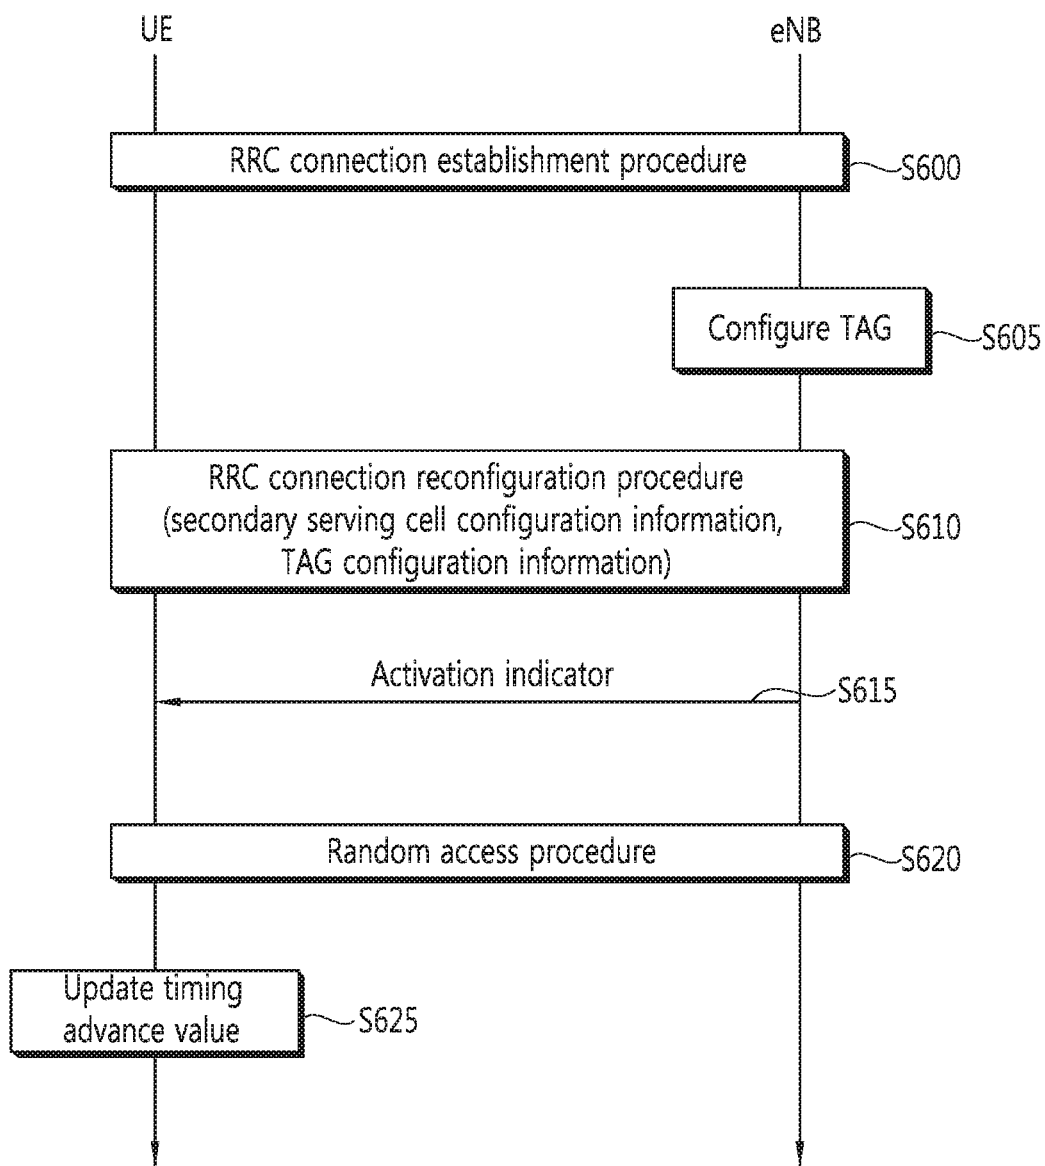 UE
eNB
RRC connection establishment procedure
S600
Configure TAG
S605
RRC connection reconfiguration procedure
(secondary serving cell configuration information,
TAG configuration information)
S610
Activation indicator
S615
Random access procedure
S620
Update timing
advance value
S625